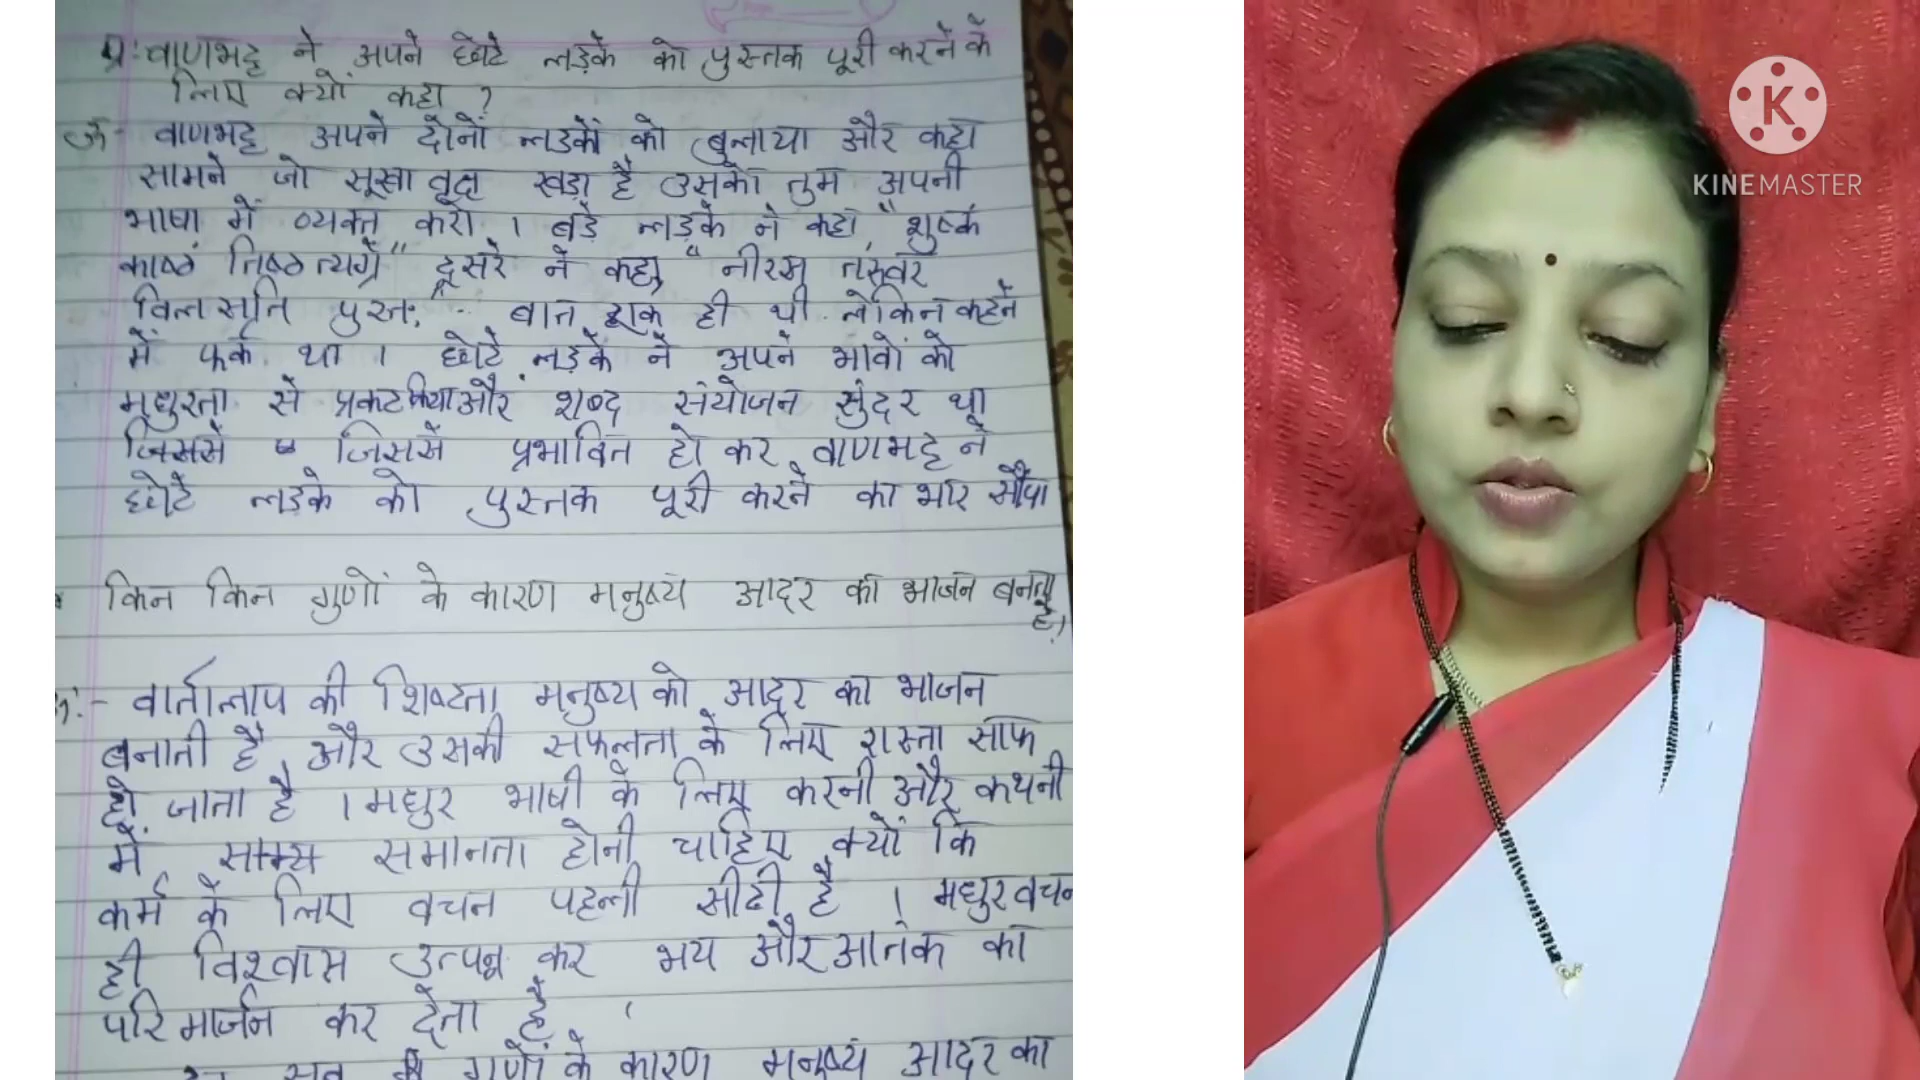 प्र:- वाणभट्ट ने अपने छोटे लड़के को पुस्तक पूरी करने के
लिए क्यों कहा ?
उ- वाणभट्ट अपने दोनों लडकों को बुलाया और कहा
सामने जो सूखा वृक्ष खड़ा है उसको तुम अपनी
भाषा में व्यक्त करो । बड़े लड़के ने कहा, "शुष्कं
काष्ठं तिष्ठत्यग्रे" दूसरे ने कहा, "नीरस तरुवर
विलसति पुरतः बात एक ही थी लेकिन कहने
में फर्क था । छोटे लड़के ने अपने भावों को
मधुरता से प्रकट किया और शब्द संयोजन सुंदर था
जिससे जिससे प्रभावित हो कर वाणभट्ट ने
छोटे लडके को पुस्तक पूरी करने का भार सौंपा
किन किन गुणों के कारण मनुष्य आदर का भाजन बनता
है।
उ:- वार्तालाप की शिष्टता मनुष्य को आदर का भाजन
बनाती है और उसकी सफलता के लिए रास्ता साफ
हो जाता है । मधुर भाषी के लिए करनी और कथनी
में समानता होनी चाहिए क्यों कि
कर्म के लिए वचन पहली सीढी है । मधुर वचन
ही विश्वास उत्पन्न कर भय और आतंक का
परिमार्जन कर देता है ।
गुणों के कारण मनुष्य आदर का
K
KINEMASTER